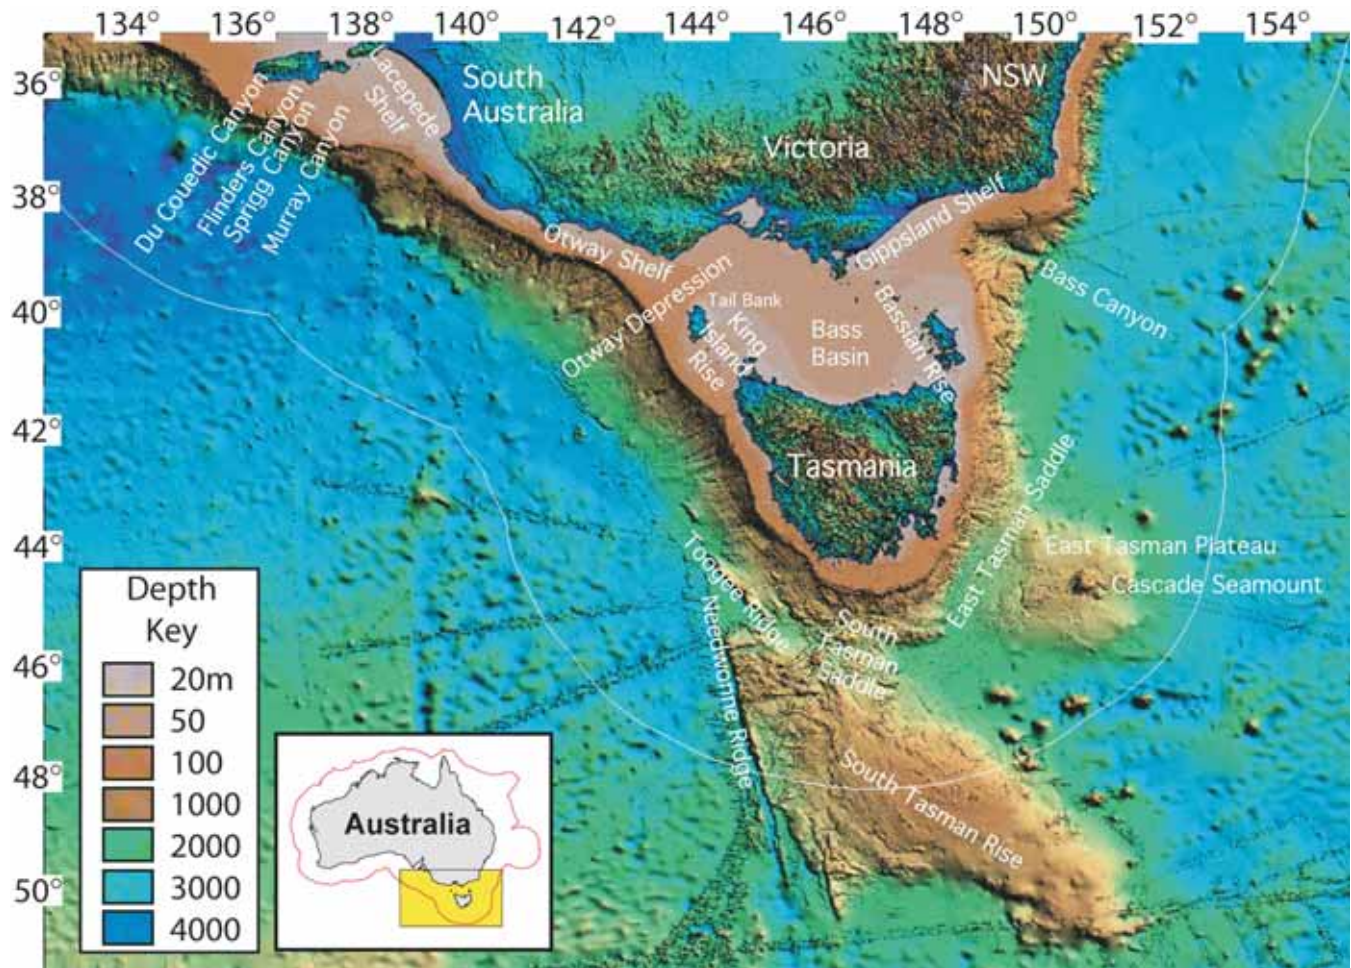 134° 136° 138° 140° 142° 144° 146° 148° 150° 152° 154°
36°
38°
40°
42°
44°
46°
48°
50°
Lacepede
Shelf
South
Australia
NSW
Victoria
Du Couedic Canyon
Flinders Canyon
Sprigg Canyon
Murray Canyon
Otway Shelf
Gippsland Shelf
Otway Depression
Tail Bank
King
Island
Rise
Bass
Basin
Bassian Rise
Bass Canyon
Tasmania
East Tasman Saddle
East Tasman Plateau
Cascade Seamount
Toogee Ridge
Needwonne Ridge
South
Tasman
Saddle
South Tasman Rise
Depth
Key
20m
50
100
1000
2000
3000
4000
Australia